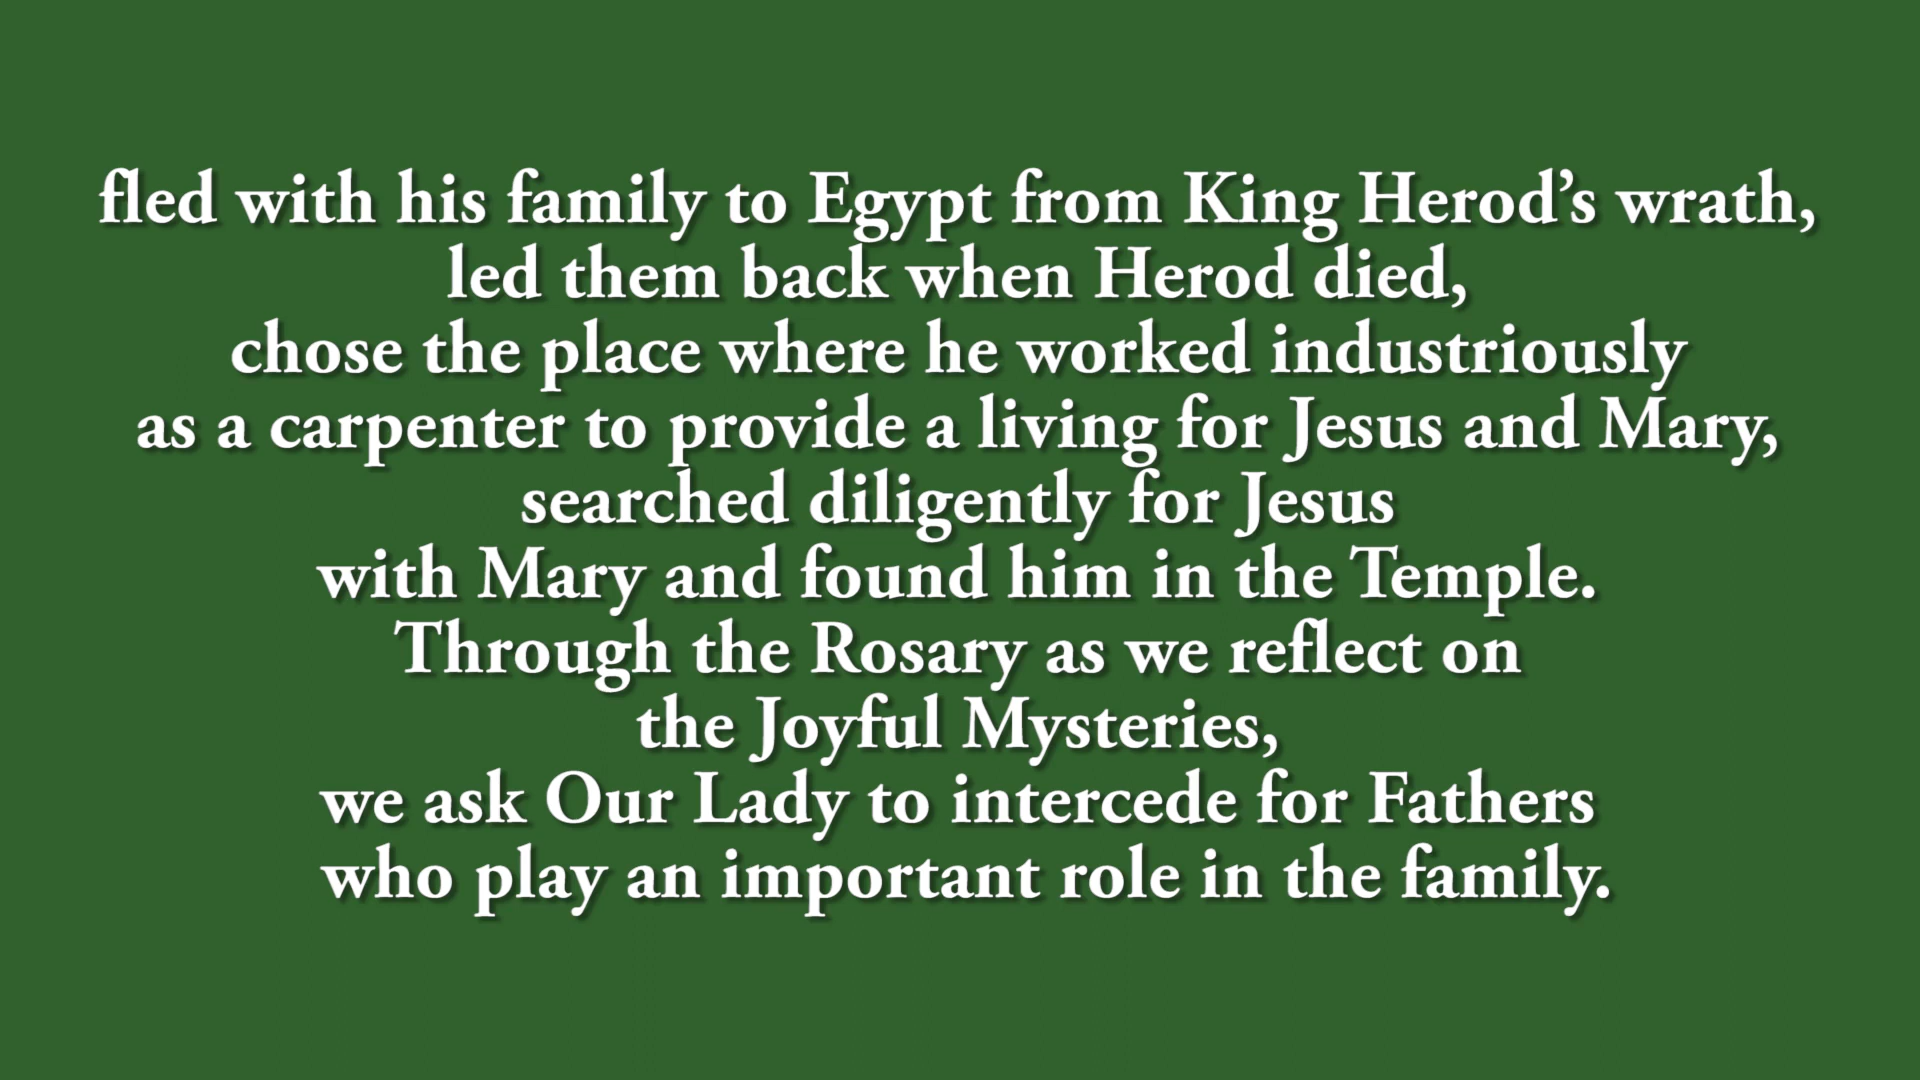 fled with his family to Egypt from King Herod’s wrath,
led them back when Herod died,
chose the place where he worked industriously
as a carpenter to provide a living for Jesus and Mary,
searched diligently for Jesus
with Mary and found him in the Temple.
Through the Rosary as we reflect on
the Joyful Mysteries,
we ask Our Lady to intercede for Fathers
who play an important role in the family.